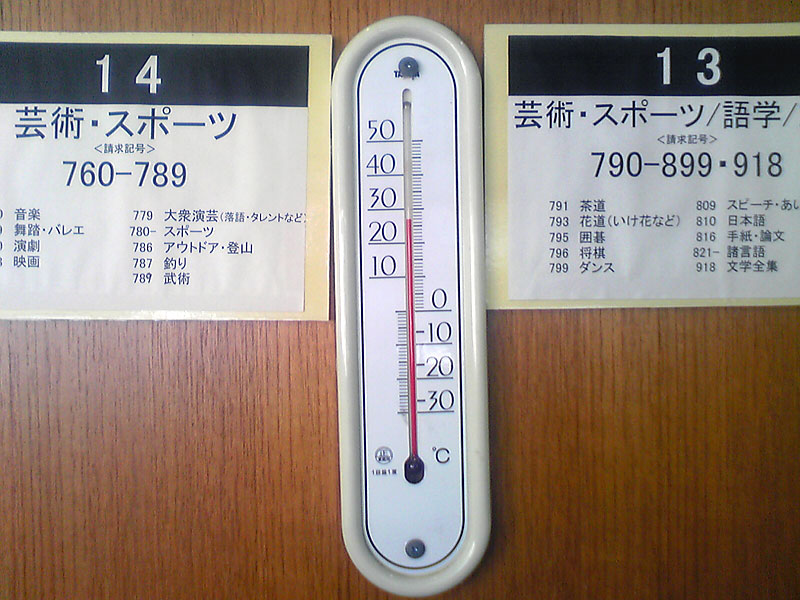 14
芸術・スポーツ
<請求記号>
760-789
音楽
舞踏・バレエ
演劇
映画
779 大衆演芸(落語・タレントなど)
780- スポーツ
786 アウトドア・登山
787 釣り
789 武術
50
40
30
20
10
0
-10
-20
-30
℃
13
芸術・スポーツ/語学/
<請求記号>
790-899・918
791 茶道
793 花道(いけ花など)
795 囲碁
796 将棋
799 ダンス
809 スピーチ・あい
810 日本語
816 手紙・論文
821- 諸言語
918 文学全集